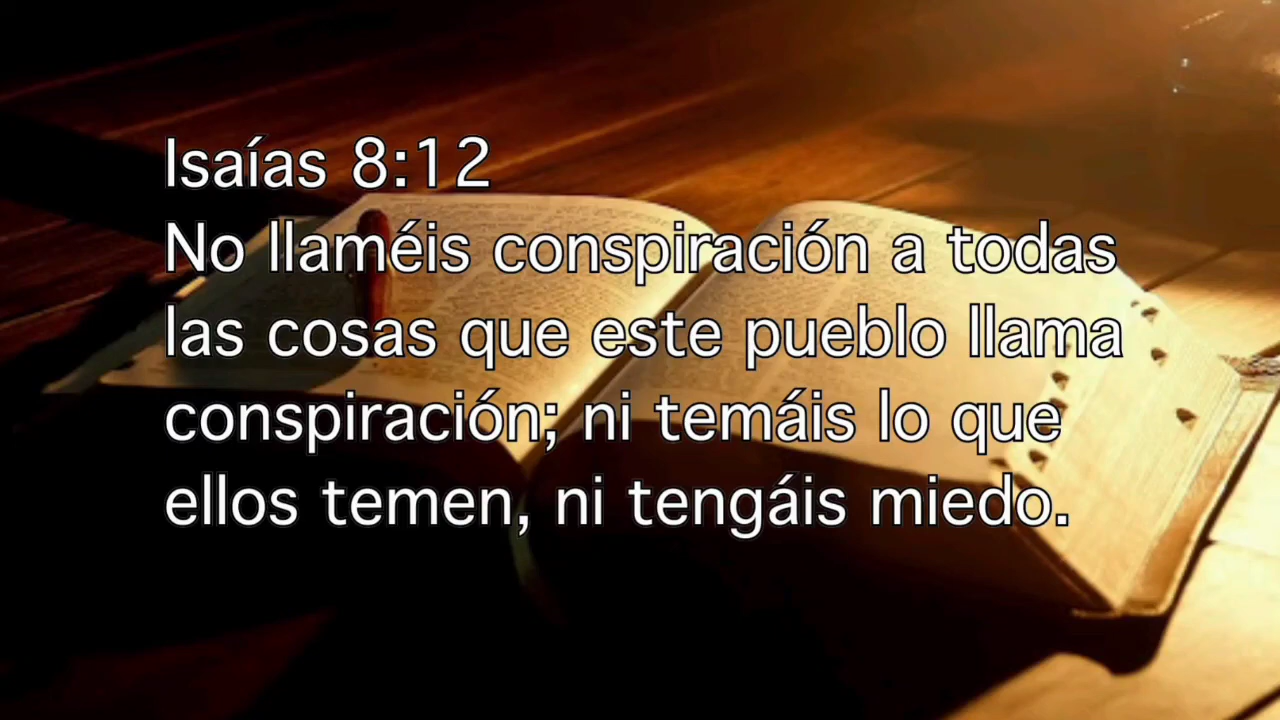 Isaías 8:12
No llaméis conspiración a todas
las cosas que este pueblo llama
conspiración; ni temáis lo que
ellos temen, ni tengáis miedo.